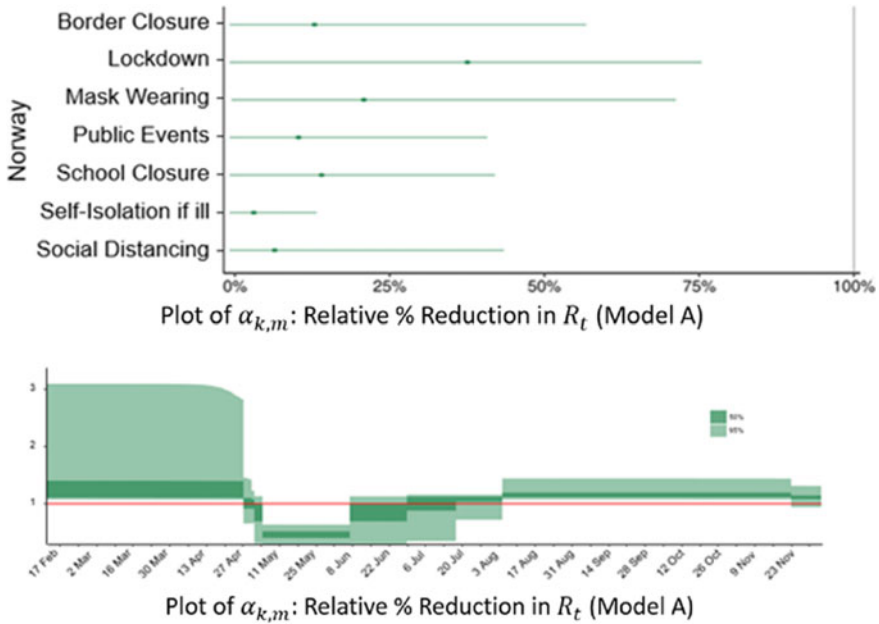 Norway
Border Closure
Lockdown
Mask Wearing
Public Events
School Closure
Self-Isolation if ill
Social Distancing
0% 25% 50% 75% 100%
Plot of α_{k,m}: Relative % Reduction in R_t (Model A)
3
2
1
50%
95%
17 Feb 2 Mar 16 Mar 30 Mar 13 Apr 27 Apr 11 May 25 May 8 Jun 22 Jun 6 Jul 20 Jul 3 Aug 17 Aug 31 Aug 14 Sep 28 Sep 12 Oct 26 Oct 9 Nov 23 Nov
Plot of α_{k,m}: Relative % Reduction in R_t (Model A)